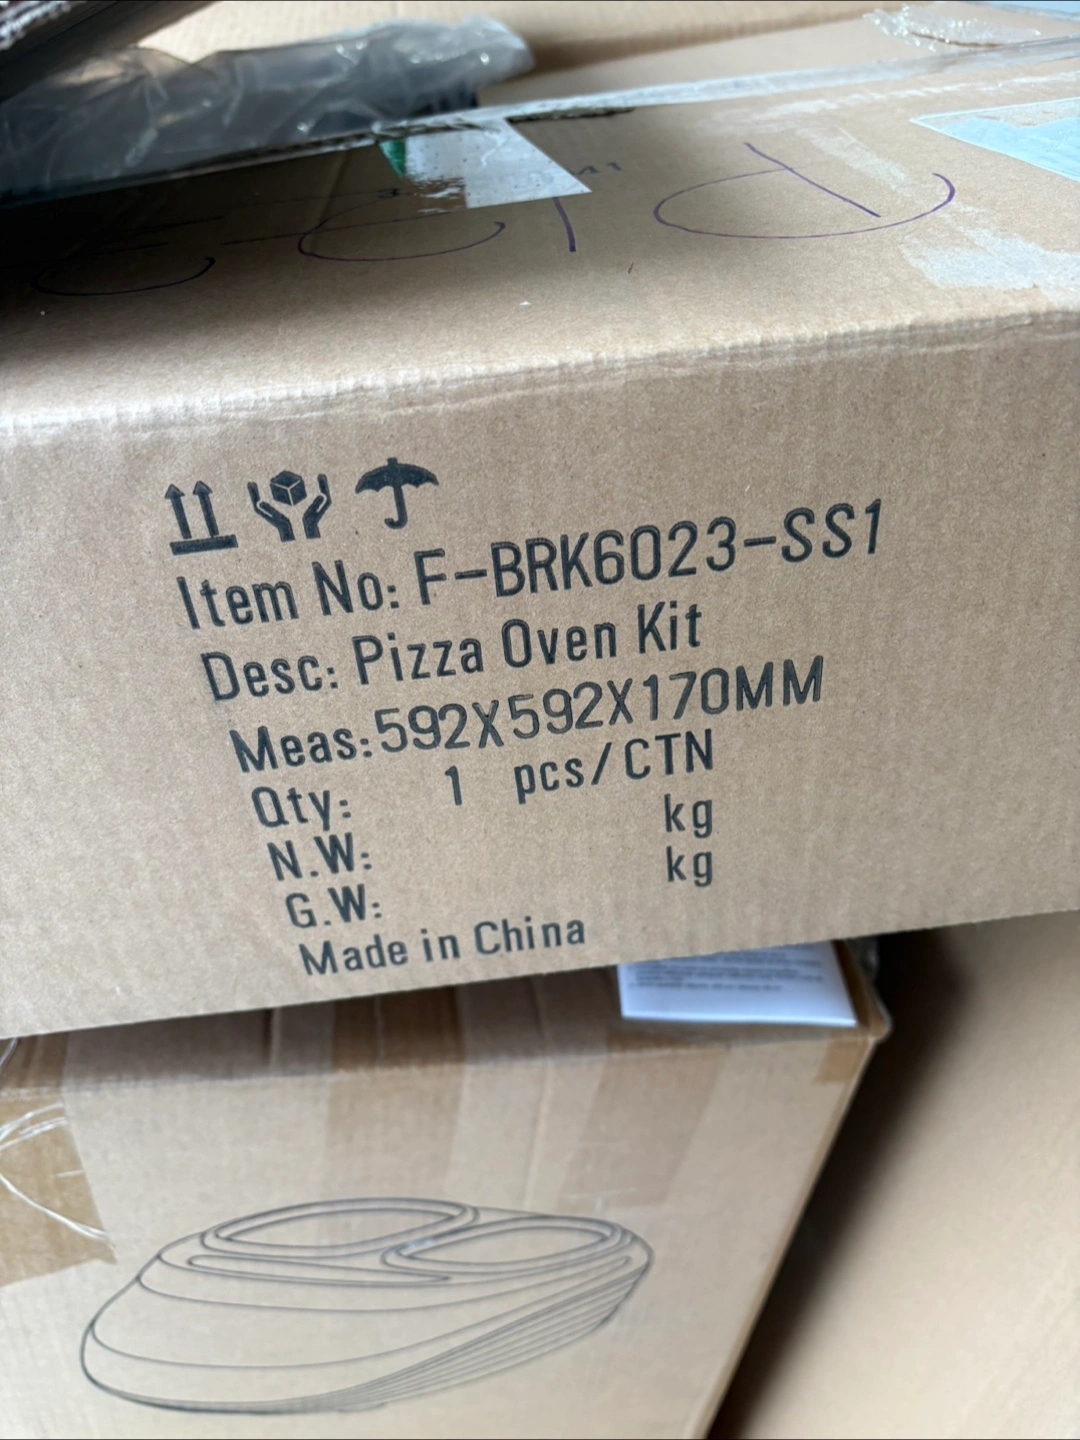 Item No: F-BRK6023-SS1
Desc: Pizza Oven Kit
Meas:592X592X170MM
Qty: 1 pcs/CTN
N.W: kg
G.W: kg
Made in China